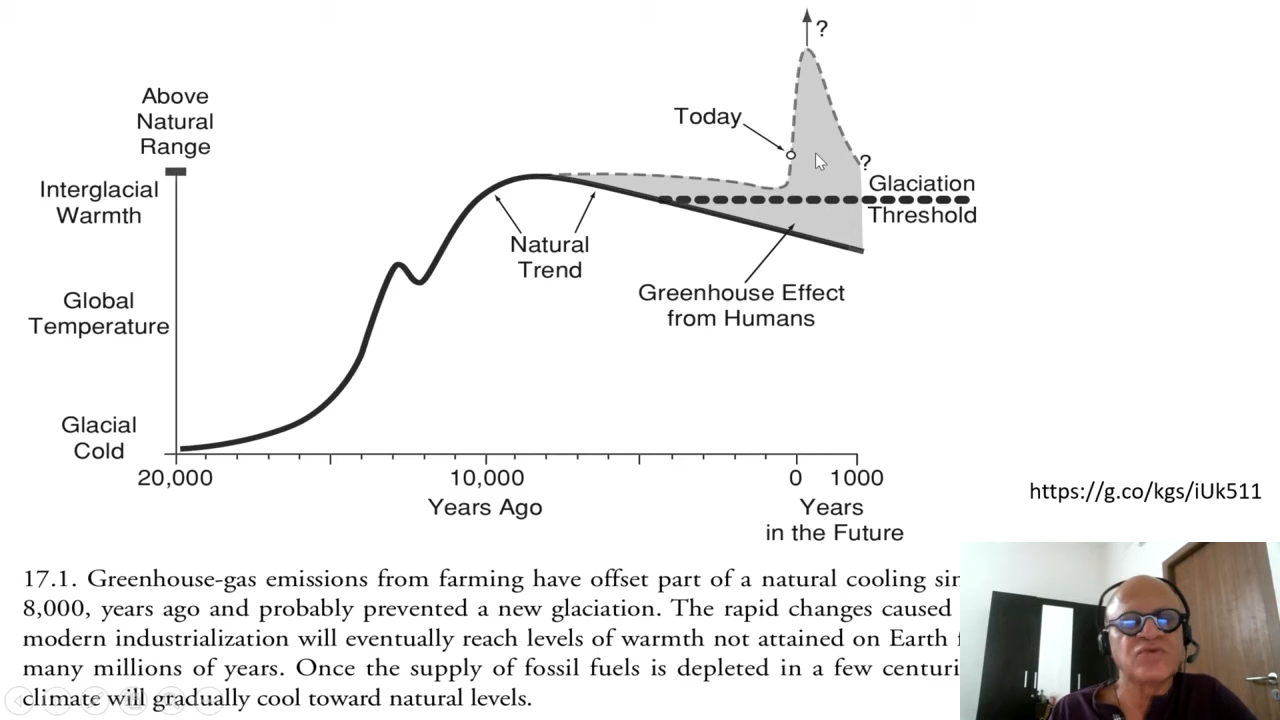 ?
Today
Above
Natural
Range
?
Interglacial
Warmth
Glaciation
Threshold
Natural
Trend
Greenhouse Effect
from Humans
Global
Temperature
Glacial
Cold
20,000
10,000
0
1000
Years Ago
Years
in the Future
https://g.co/kgs/iUk511
17.1. Greenhouse-gas emissions from farming have offset part of a natural cooling
8,000, years ago and probably prevented a new glaciation. The rapid changes caused
modern industrialization will eventually reach levels of warmth not attained on Earth
many millions of years. Once the supply of fossil fuels is depleted in a few
climate will gradually cool toward natural levels.